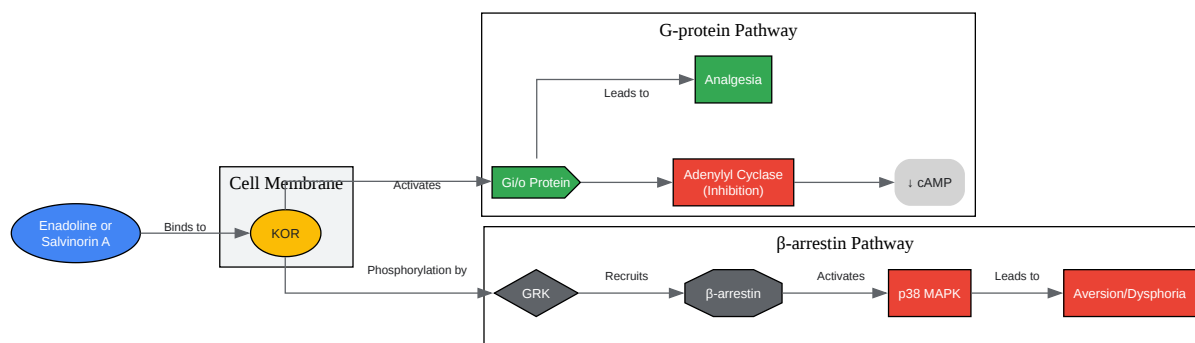 G-protein Pathway
Analgesia
Leads to
Cell Membrane
Activates
Gi/o Protein
Adenylyl Cyclase
(Inhibition)
↓ cAMP
Enadoline or
Salvinorin A
Binds to
KOR
β-arrestin Pathway
Phosphorylation by
GRK
Recruits
β-arrestin
Activates
p38 MAPK
Leads to
Aversion/Dysphoria